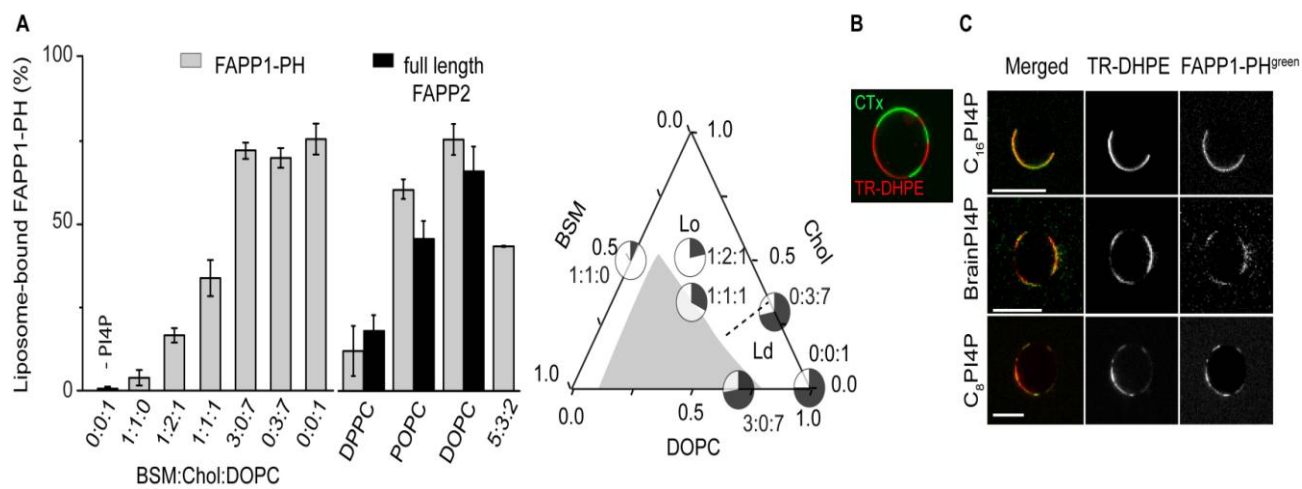 A
Liposome-bound FAPP1-PH (%)
100
50
0
FAPP1-PH
full length
FAPP2
– PI4P
0:0:1
1:1:0
1:2:1
1:1:1
3:0:7
0:3:7
0:0:1
BSM:Chol:DOPC
DPPC
POPC
DOPC
5:3:2
0.0
1.0
BSM
Chol
Lo
0.5
1:1:0
1:2:1
0.5
1:1:1
0:3:7
Ld
0:0:1
1.0
0.0
0.0
0.5
3:0:7
1.0
DOPC
B
CTx
TR-DHPE
C
Merged
TR-DHPE
FAPP1-PHgreen
C16PI4P
BrainPI4P
C8PI4P